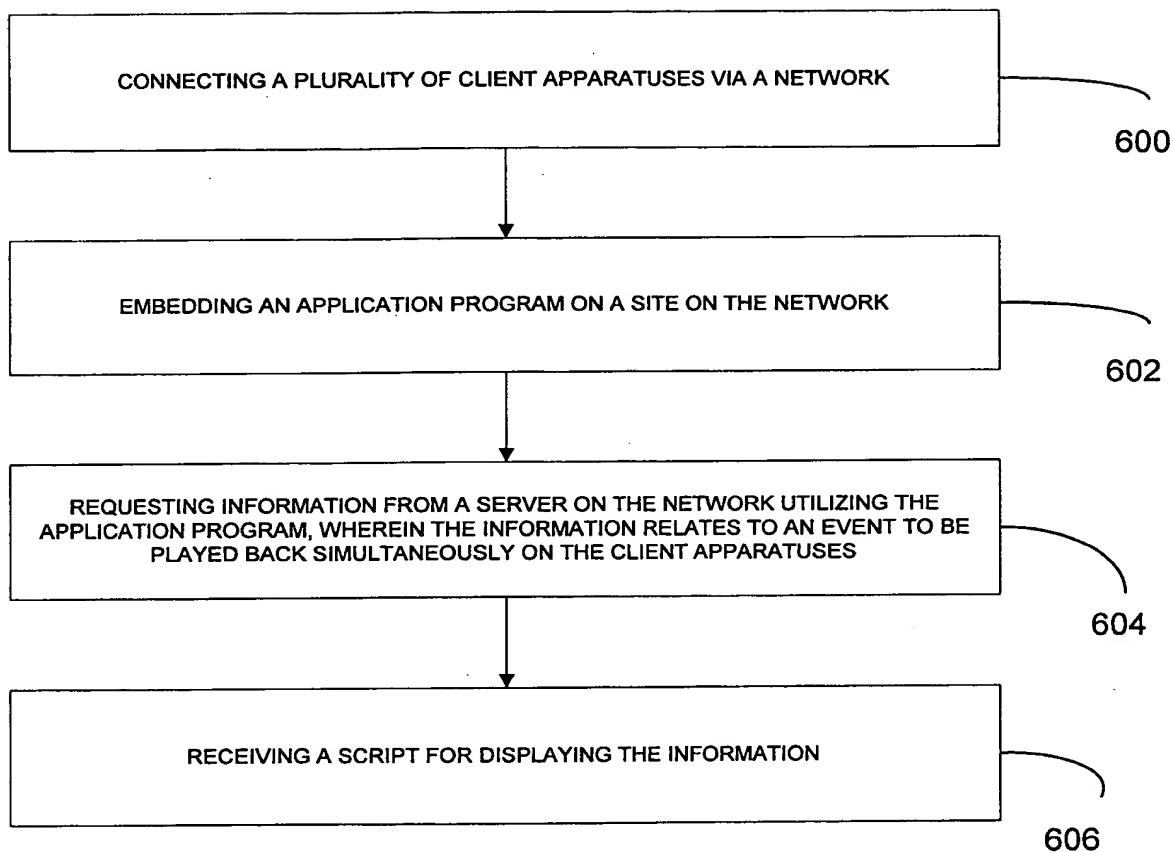 CONNECTING A PLURALITY OF CLIENT APPARATUSES VIA A NETWORK
600
EMBEDDING AN APPLICATION PROGRAM ON A SITE ON THE NETWORK
602
REQUESTING INFORMATION FROM A SERVER ON THE NETWORK UTILIZING THE
APPLICATION PROGRAM, WHEREIN THE INFORMATION RELATES TO AN EVENT TO BE
PLAYED BACK SIMULTANEOUSLY ON THE CLIENT APPARATUSES
604
RECEIVING A SCRIPT FOR DISPLAYING THE INFORMATION
606